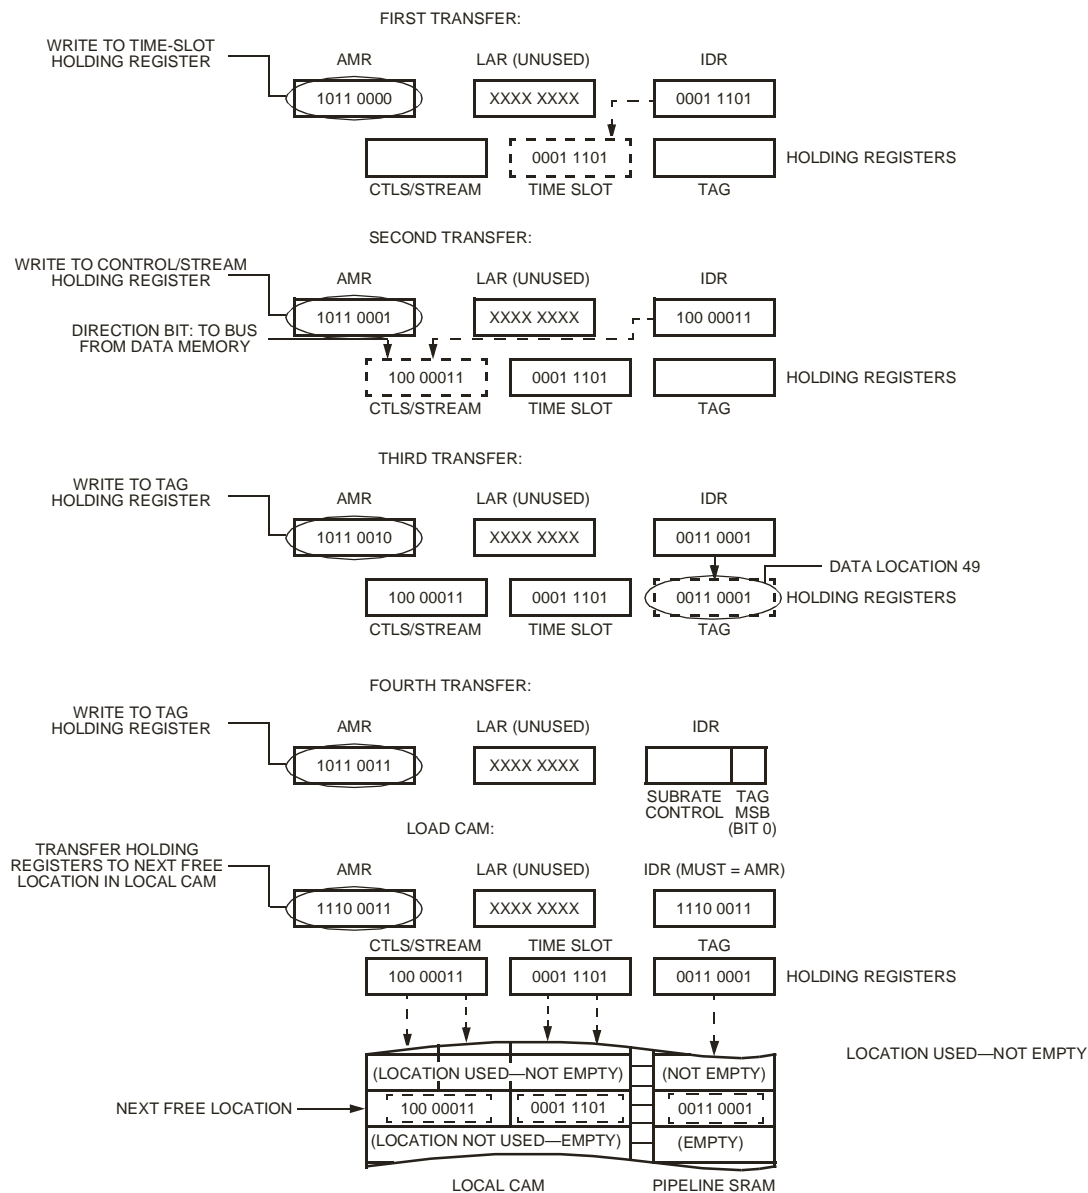 FIRST TRANSFER:
WRITE TO TIME-SLOT
HOLDING REGISTER
AMR
LAR (UNUSED)
IDR
1011 0000
XXXX XXXX
0001 1101
0001 1101
HOLDING REGISTERS
CTLS/STREAM
TIME SLOT
TAG
SECOND TRANSFER:
WRITE TO CONTROL/STREAM
HOLDING REGISTER
AMR
LAR (UNUSED)
IDR
1011 0001
XXXX XXXX
100 00011
DIRECTION BIT: TO BUS
FROM DATA MEMORY
100 00011
0001 1101
HOLDING REGISTERS
CTLS/STREAM
TIME SLOT
TAG
THIRD TRANSFER:
WRITE TO TAG
HOLDING REGISTER
AMR
LAR (UNUSED)
IDR
1011 0010
XXXX XXXX
0011 0001
DATA LOCATION 49
100 00011
0001 1101
0011 0001
HOLDING REGISTERS
CTLS/STREAM
TIME SLOT
TAG
FOURTH TRANSFER:
WRITE TO TAG
HOLDING REGISTER
AMR
LAR (UNUSED)
IDR
1011 0011
XXXX XXXX
SUBRATE
CONTROL
TAG
MSB
(BIT 0)
LOAD CAM:
TRANSFER HOLDING
REGISTERS TO NEXT FREE
LOCATION IN LOCAL CAM
AMR
LAR (UNUSED)
IDR (MUST = AMR)
1110 0011
XXXX XXXX
1110 0011
CTLS/STREAM
TIME SLOT
TAG
100 00011
0001 1101
0011 0001
HOLDING REGISTERS
LOCATION USED—NOT EMPTY
(LOCATION USED—NOT EMPTY)
(NOT EMPTY)
NEXT FREE LOCATION
100 00011
0001 1101
0011 0001
(LOCATION NOT USED—EMPTY)
(EMPTY)
LOCAL CAM
PIPELINE SRAM